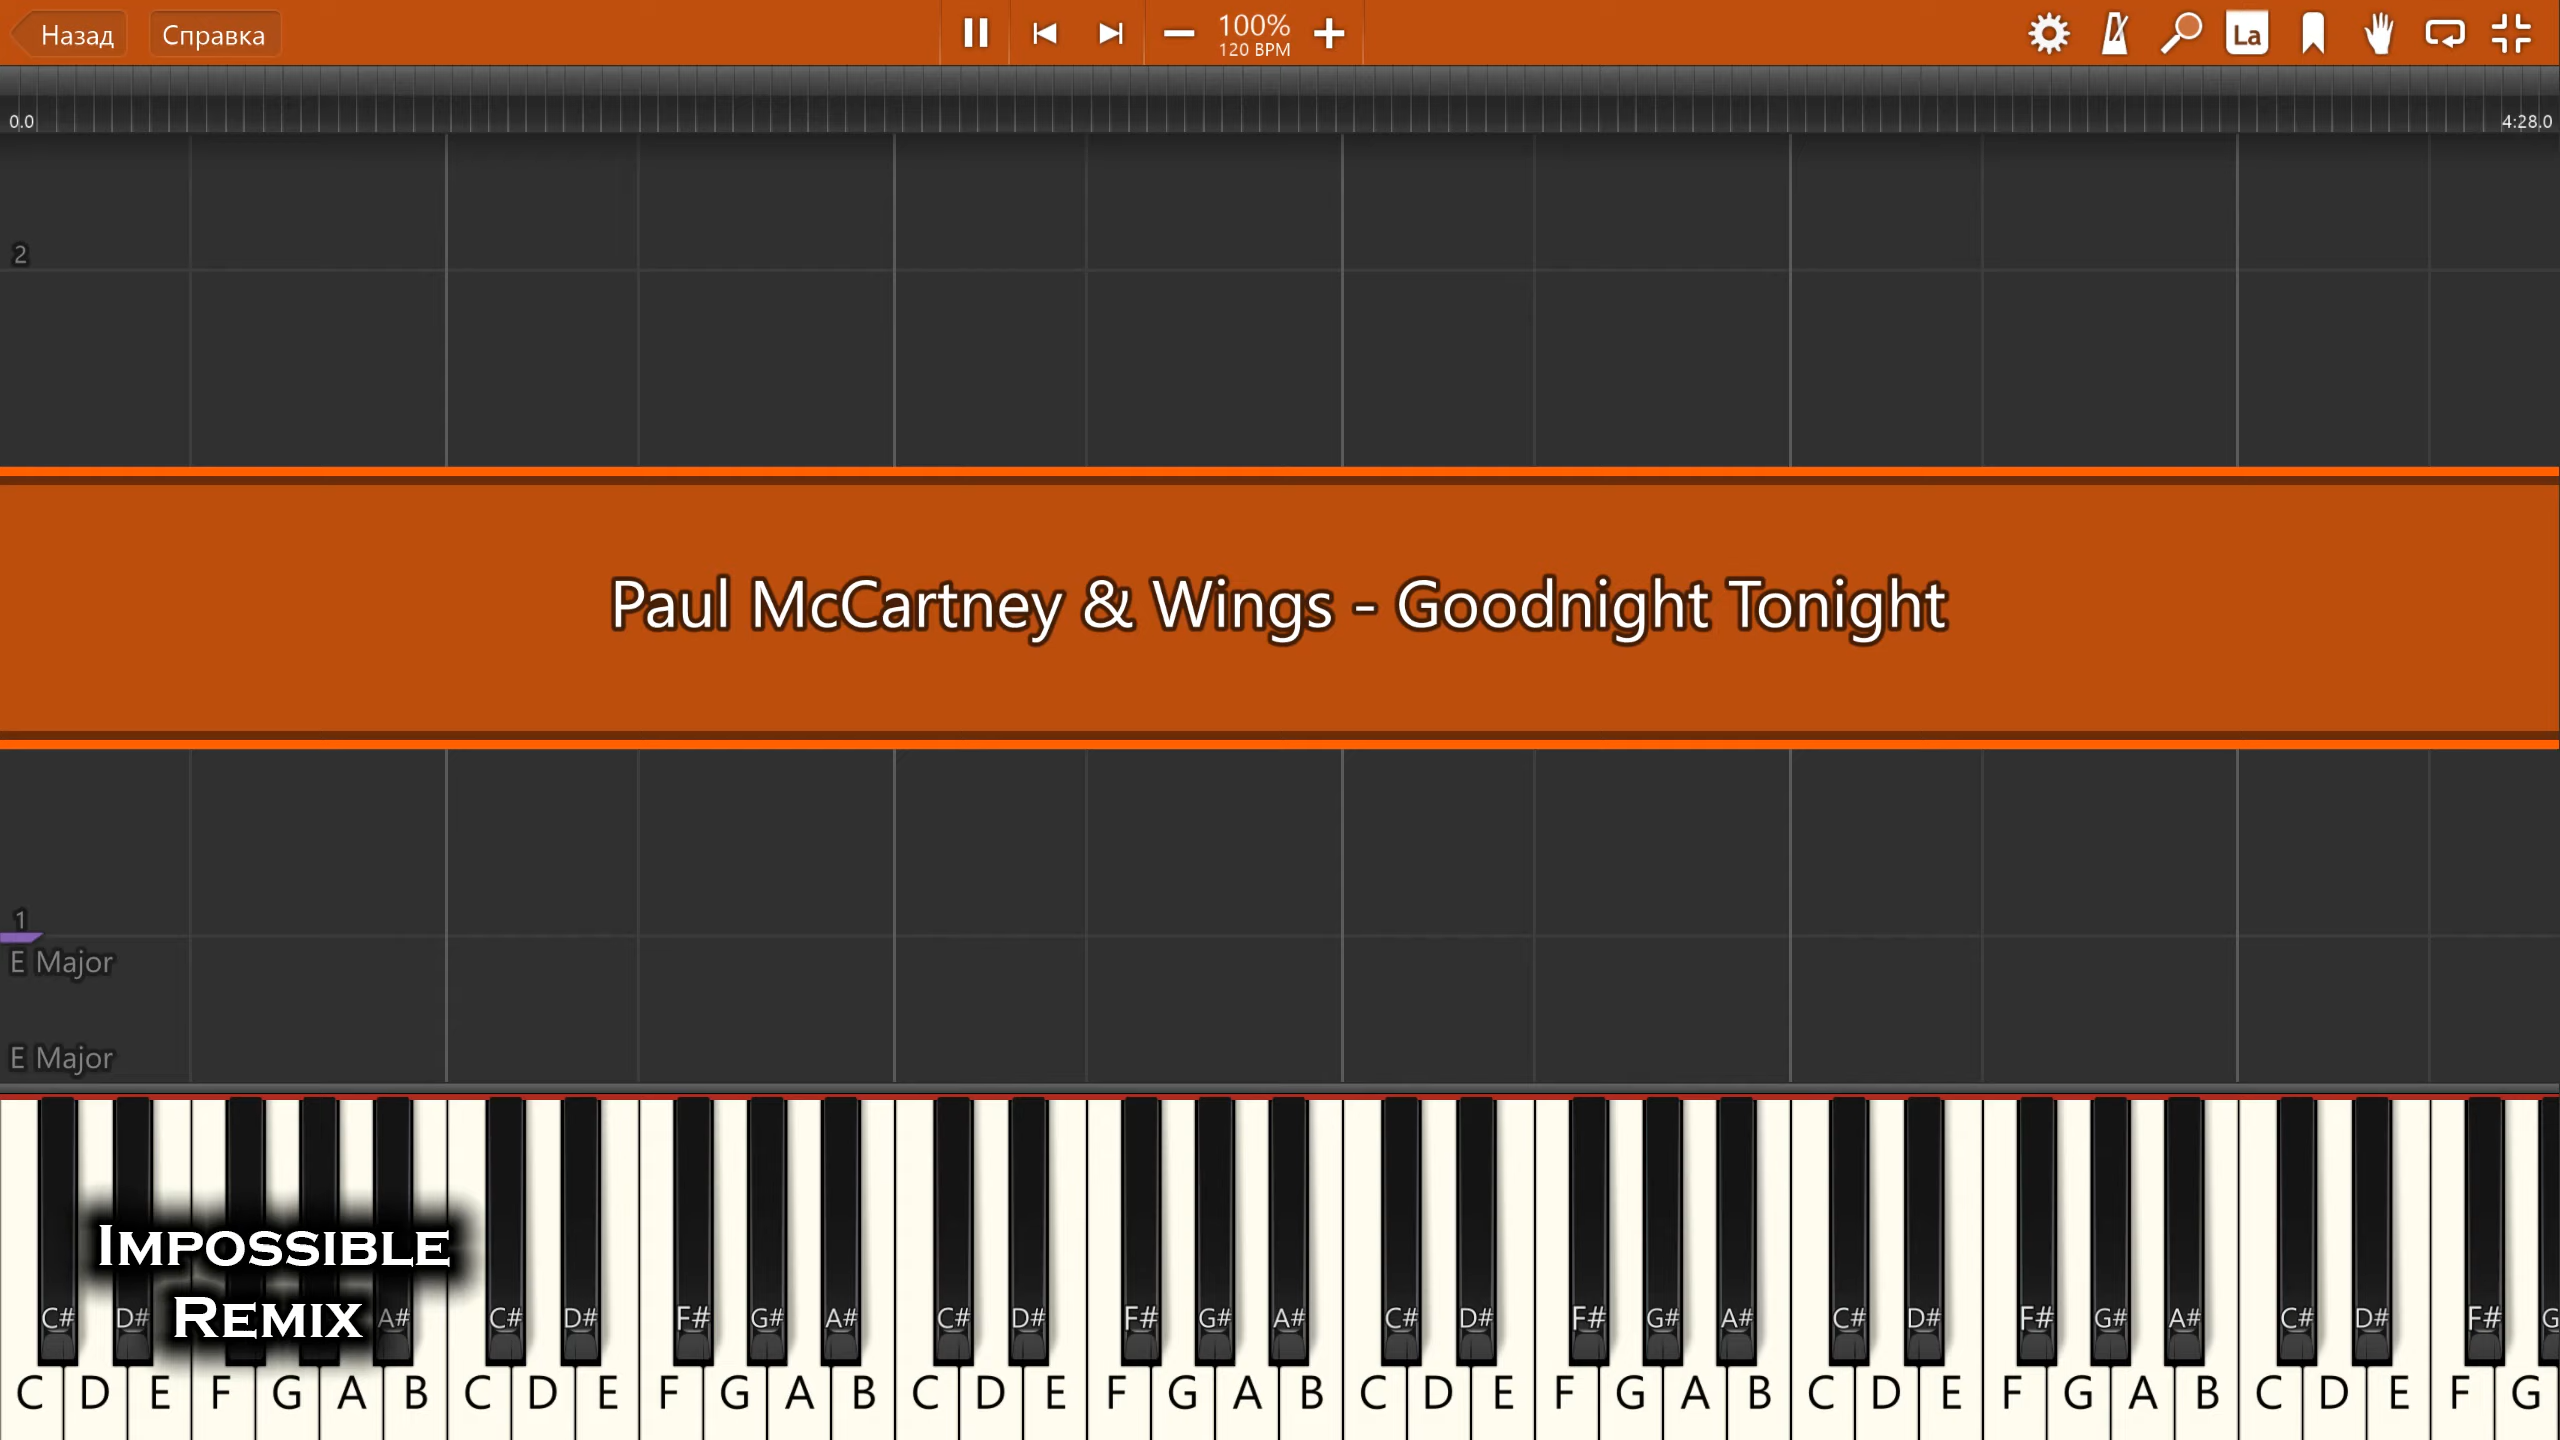 Назад Справка 100% La
120 BPM
0.0 4:28.0
2
Paul McCartney & Wings - Goodnight Tonight
1
E Major
E Major
Impossible
Remix
C# D# A# C# D# F# G# A# C# D# F# G# A# C# D# F# G# A# C# D# F# G# A# C# D# F# G
C D E F G A B C D E F G A B C D E F G A B C D E F G A B C D E F G A B C D E F G